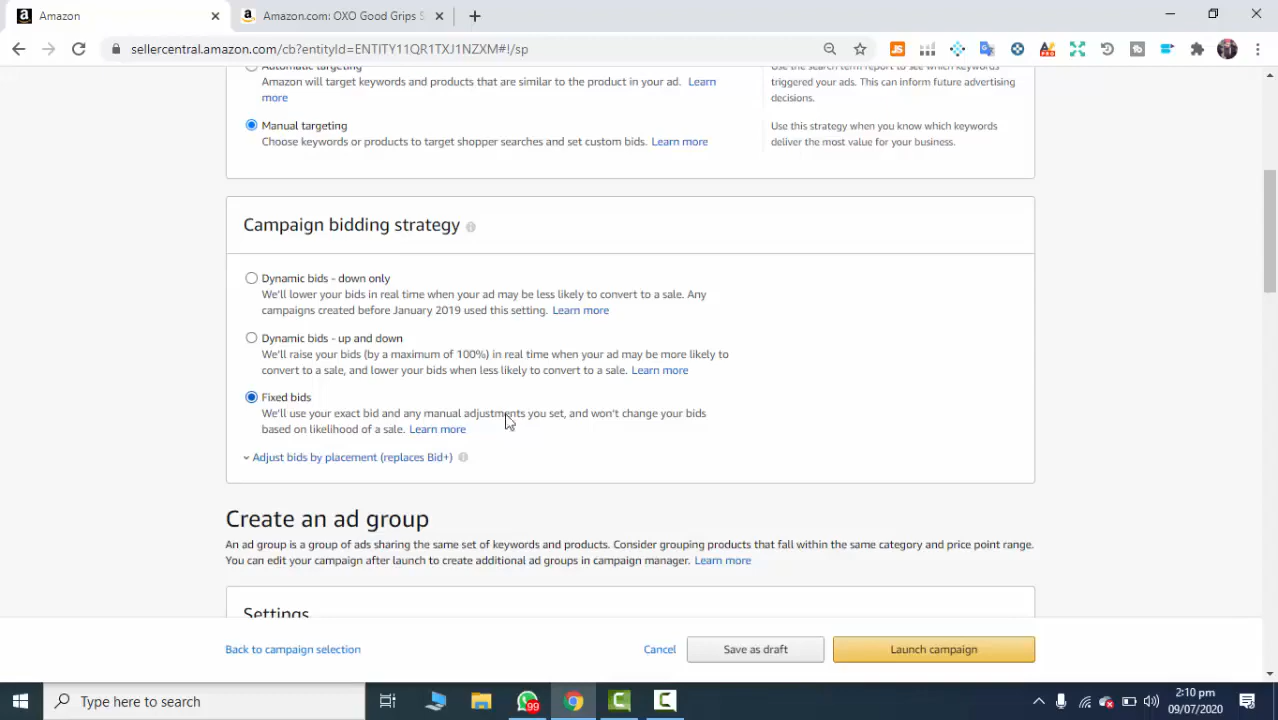 Amazon
Amazon.com: OXO Good Grips S
sellercentral.amazon.com/cb?entityId=ENTITY11QR1TXJ1NZXM#!/sp
Automatic targeting
Amazon will target keywords and products that are similar to the product in your ad. Learn
more
Use the search term report to see which keywords
triggered your ads. This can inform future advertising
decisions.
Manual targeting
Choose keywords or products to target shopper searches and set custom bids. Learn more
Use this strategy when you know which keywords
deliver the most value for your business.
Campaign bidding strategy
Dynamic bids - down only
We'll lower your bids in real time when your ad may be less likely to convert to a sale. Any
campaigns created before January 2019 used this setting. Learn more
Dynamic bids - up and down
We'll raise your bids (by a maximum of 100%) in real time when your ad may be more likely to
convert to a sale, and lower your bids when less likely to convert to a sale. Learn more
Fixed bids
We'll use your exact bid and any manual adjustments you set, and won't change your bids
based on likelihood of a sale. Learn more
Adjust bids by placement (replaces Bid+)
Create an ad group
An ad group is a group of ads sharing the same set of keywords and products. Consider grouping products that fall within the same category and price point range.
You can edit your campaign after launch to create additional ad groups in campaign manager. Learn more
Settings
Back to campaign selection
Cancel
Save as draft
Launch campaign
Type here to search
99
2:10 pm
09/07/2020